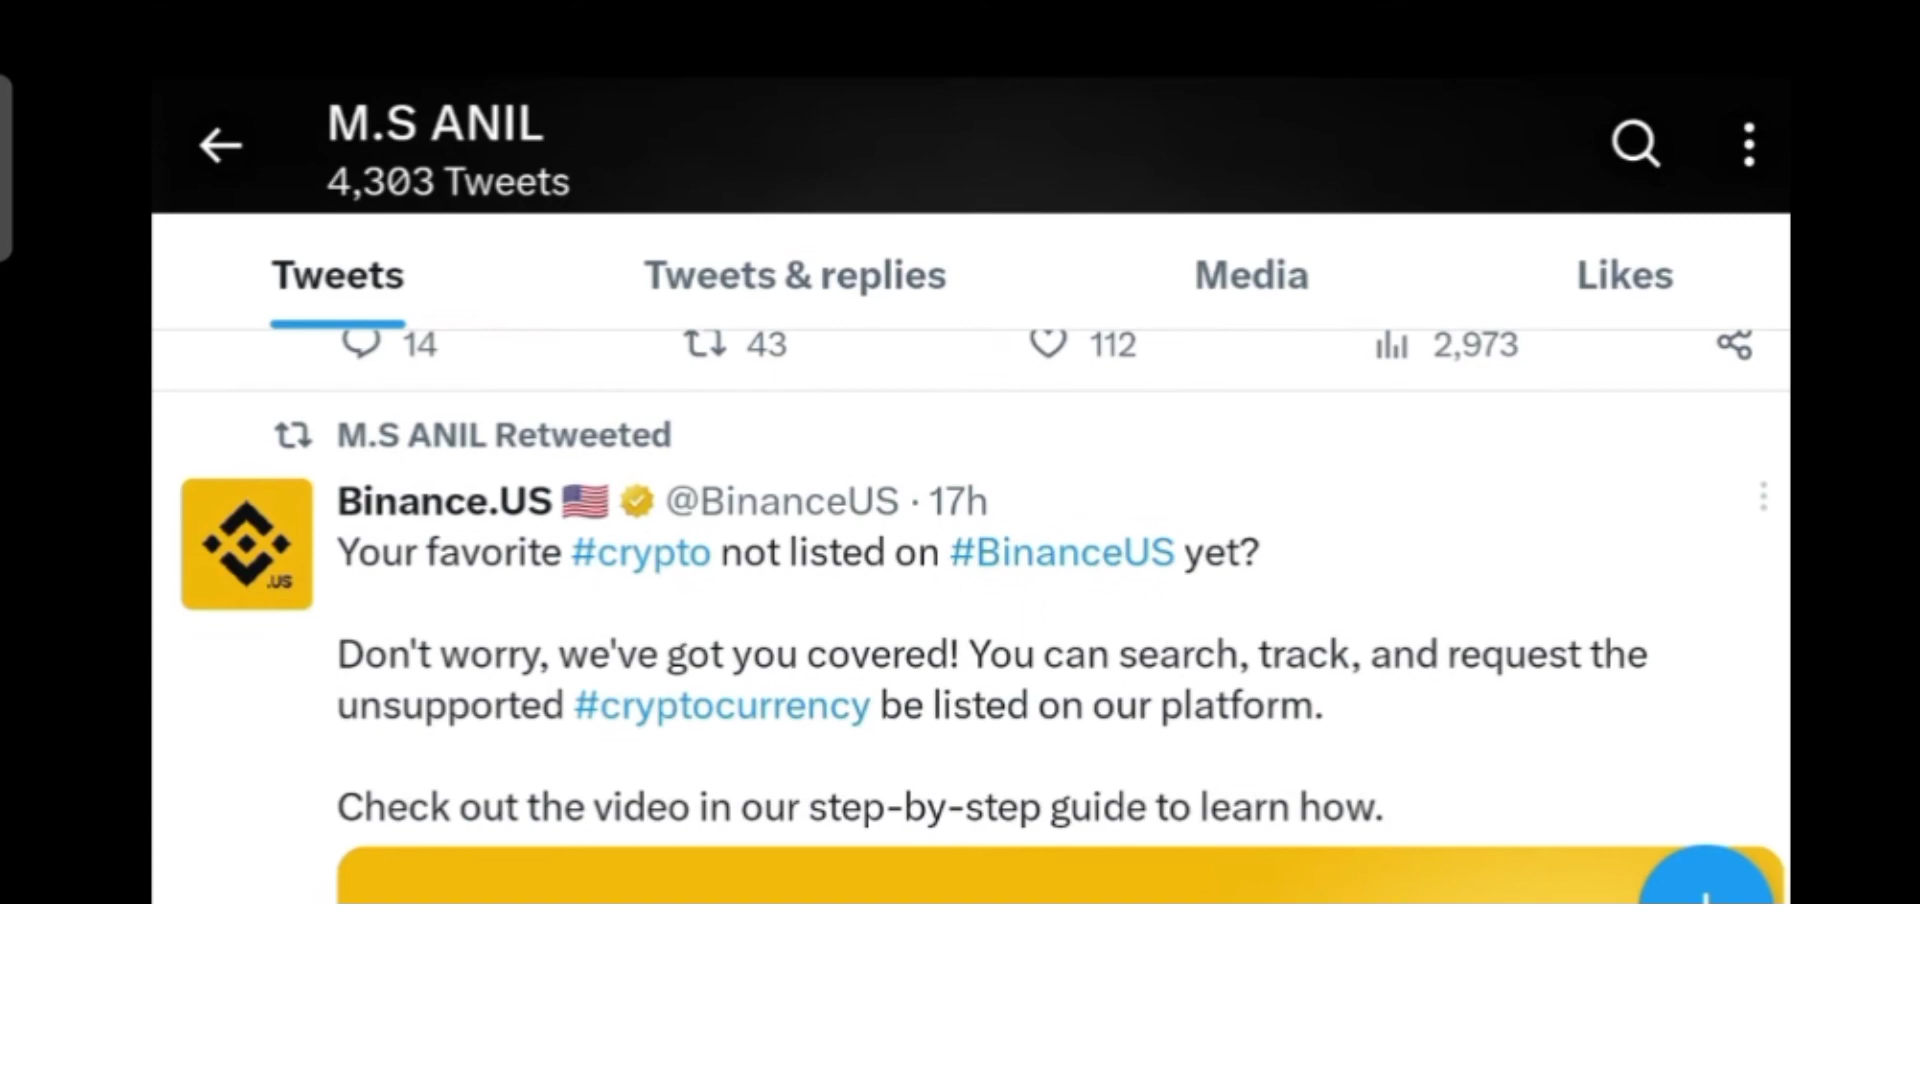 M.S ANIL
4,303 Tweets
Tweets Tweets & replies Media Likes
14 43 112 2,973
M.S ANIL Retweeted
Binance.US 🇺🇸 @BinanceUS · 17h
Your favorite #crypto not listed on #BinanceUS yet?
.US
Don't worry, we've got you covered! You can search, track, and request the
unsupported #cryptocurrency be listed on our platform.
Check out the video in our step-by-step guide to learn how.